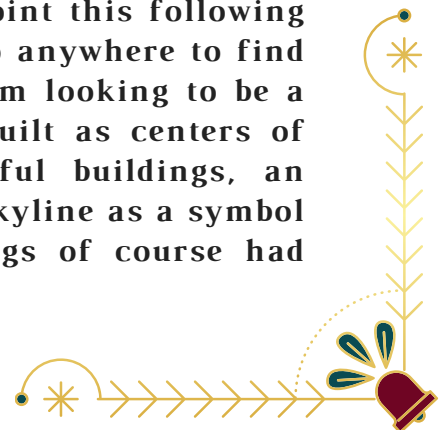 oint this following
anywhere to find
m looking to be a
uilt as centers of
ful buildings, an
kyline as a symbol
gs of course had